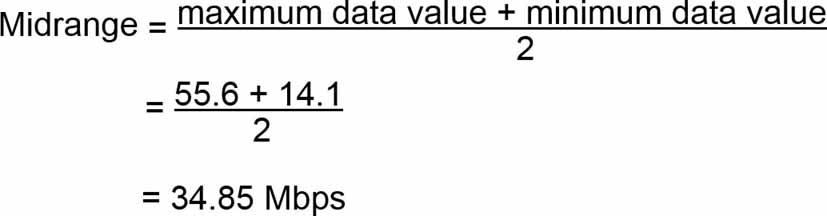 Midrange = maximum data value + minimum data value
2
= 55.6 + 14.1
2
= 34.85 Mbps